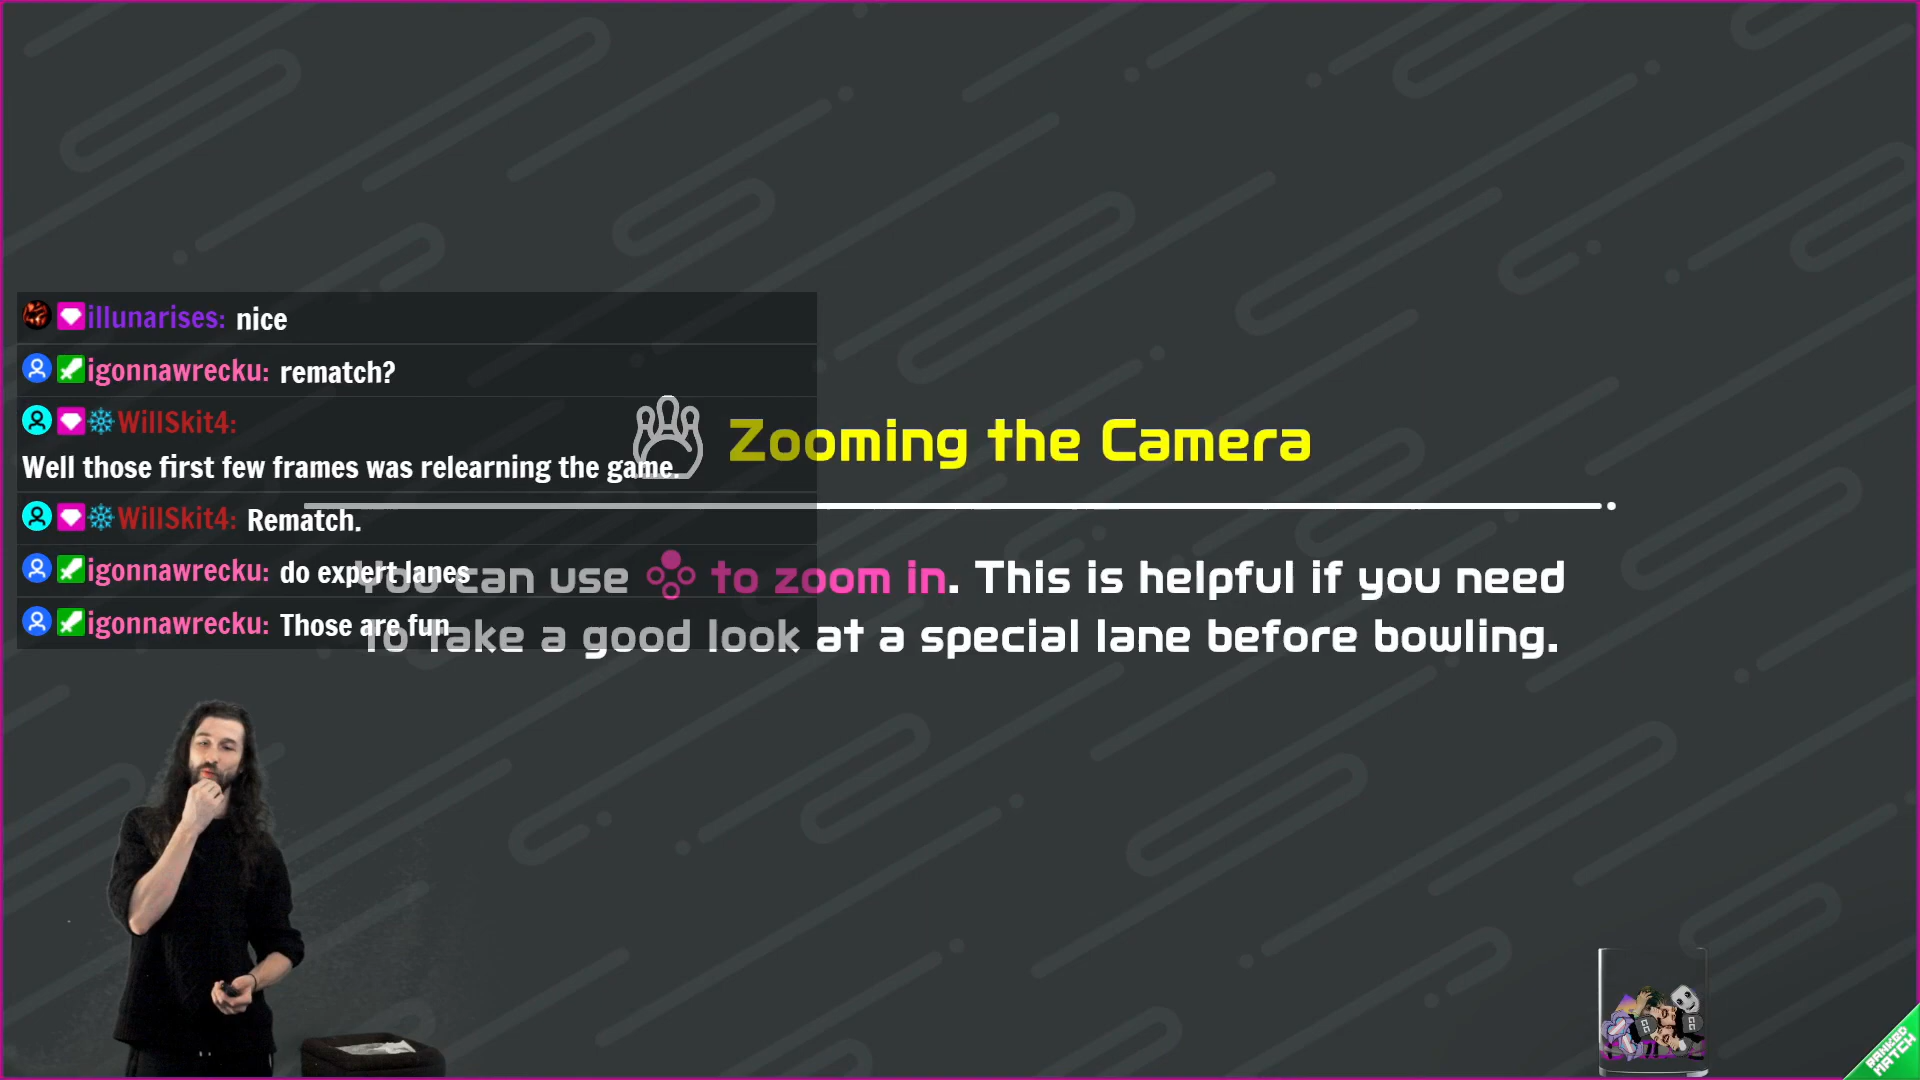 illunarises: nice
igonnawrecku: rematch?
WillSkit4:
Well those first few frames was relearning the game.
WillSkit4: Rematch.
igonnawrecku: do expert lanes
igonnawrecku: Those are fun
Zooming the Camera
You can use to zoom in. This is helpful if you need
to take a good look at a special lane before bowling.
RANKED
MATCH